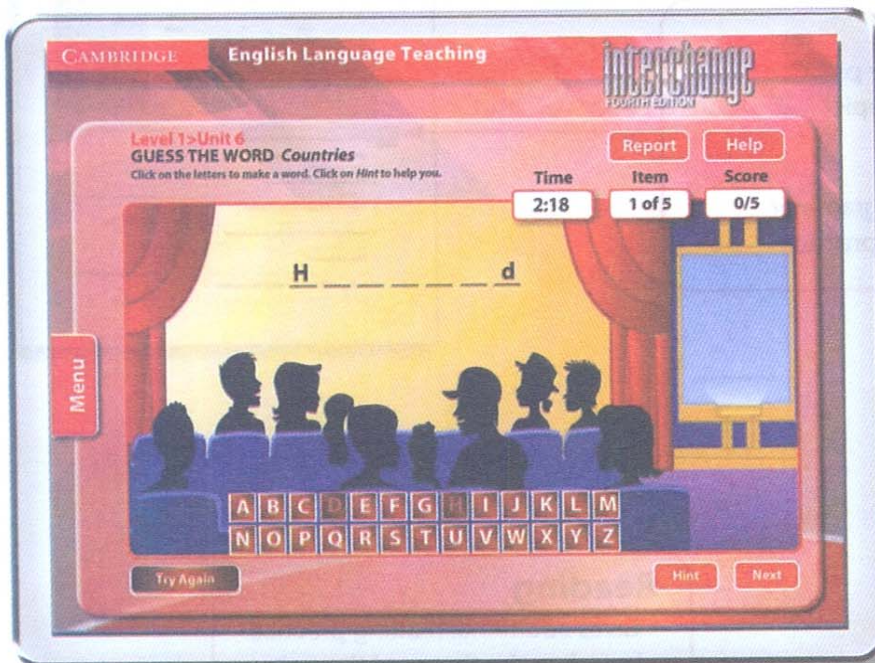 CAMBRIDGE English Language Teaching
interchange
FOURTH EDITION
Level 1>Unit 6
GUESS THE WORD Countries
Click on the letters to make a word. Click on Hint to help you.
Report Help
Time Item Score
2:18 1 of 5 0/5
H _ _ _ _ _ d
Menu
A B C D E F G H I J K L M
N O P Q R S T U V W X Y Z
Try Again Hint Next